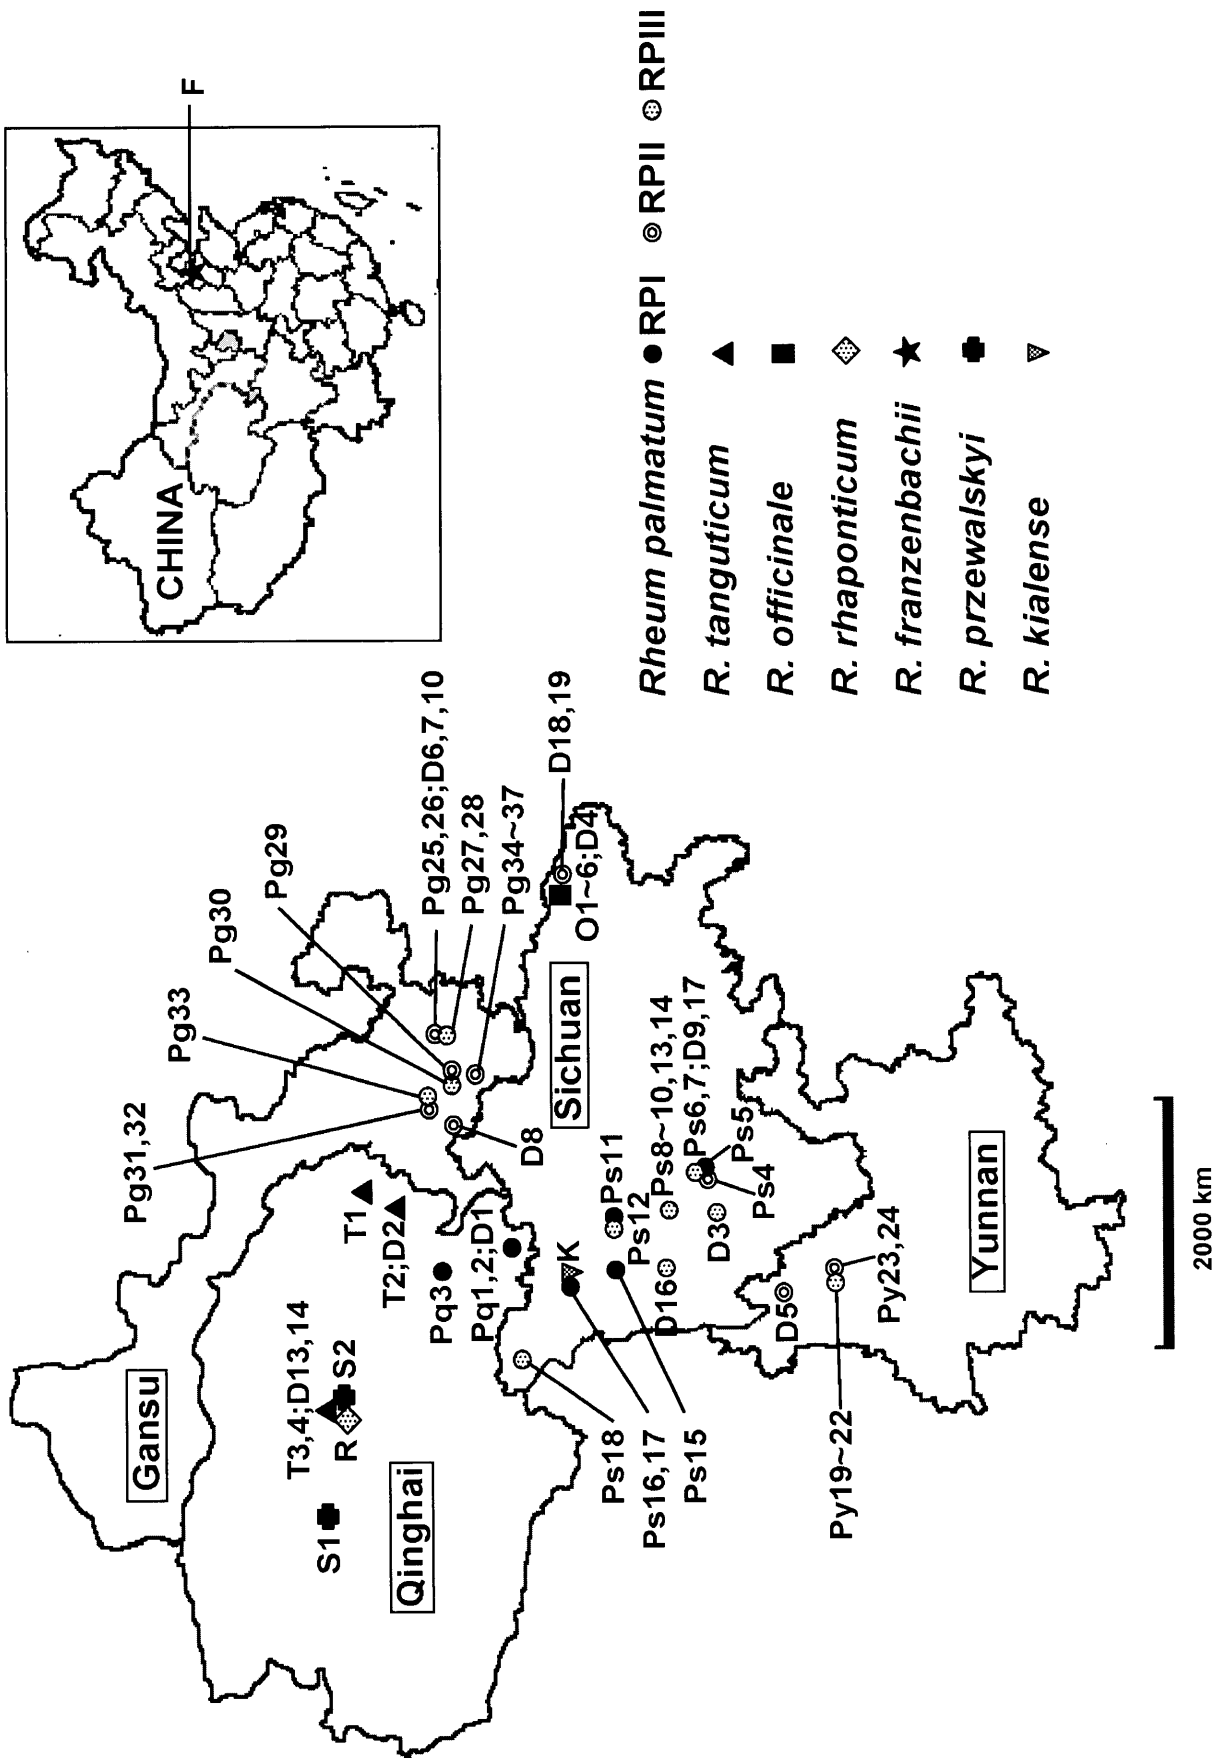 F
CHINA
Pg33
Pg30
Pg29
Pg31,32
Pg25,26;D6,7,10
Pg27,28
Pg34~37
D8
D18,19
O1~6;D4
Gansu
T1
T2;D2
T3,4;D13,14
S2
R
S1
Qinghai
Pq3
Pq1,2;D1
Sichuan
K
Ps11
Ps12
Ps8~10,13,14
Ps6,7;D9,17
Ps5
Ps4
D3
D16
Ps18
Ps16,17
Ps15
D5
Py23,24
Py19~22
Yunnan
2000 km
Rheum palmatum RPI RPII RPIII
R. tanguticum
R. officinale
R. rhaponticum
R. franzenbachii
R. przewalskyi
R. kialense